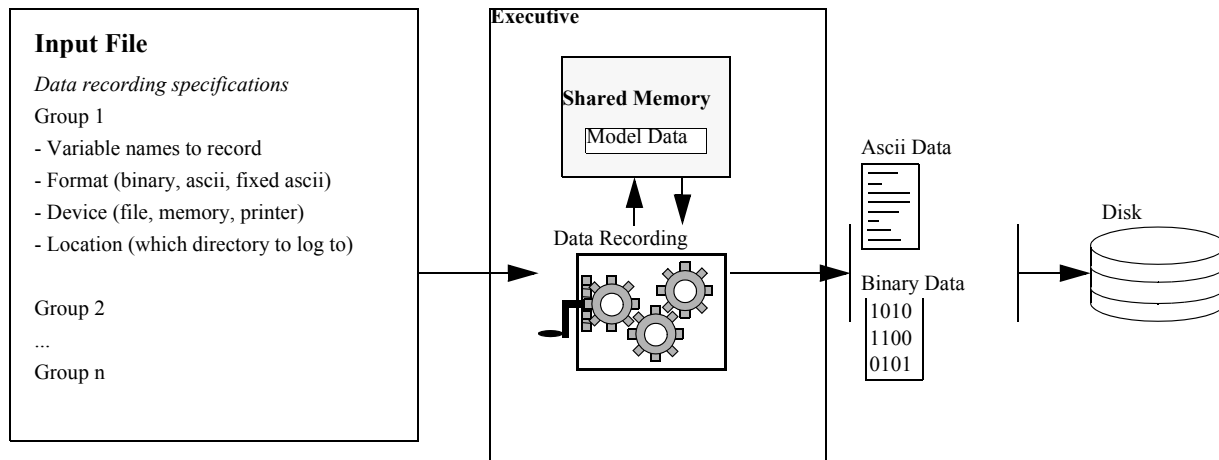 Input File
Data recording specifications
Group 1
- Variable names to record
- Format (binary, ascii, fixed ascii)
- Device (file, memory, printer)
- Location (which directory to log to)
Group 2
...
Group n
Executive
Shared Memory
Model Data
Data Recording
Ascii Data
Binary Data
1010
1100
0101
Disk